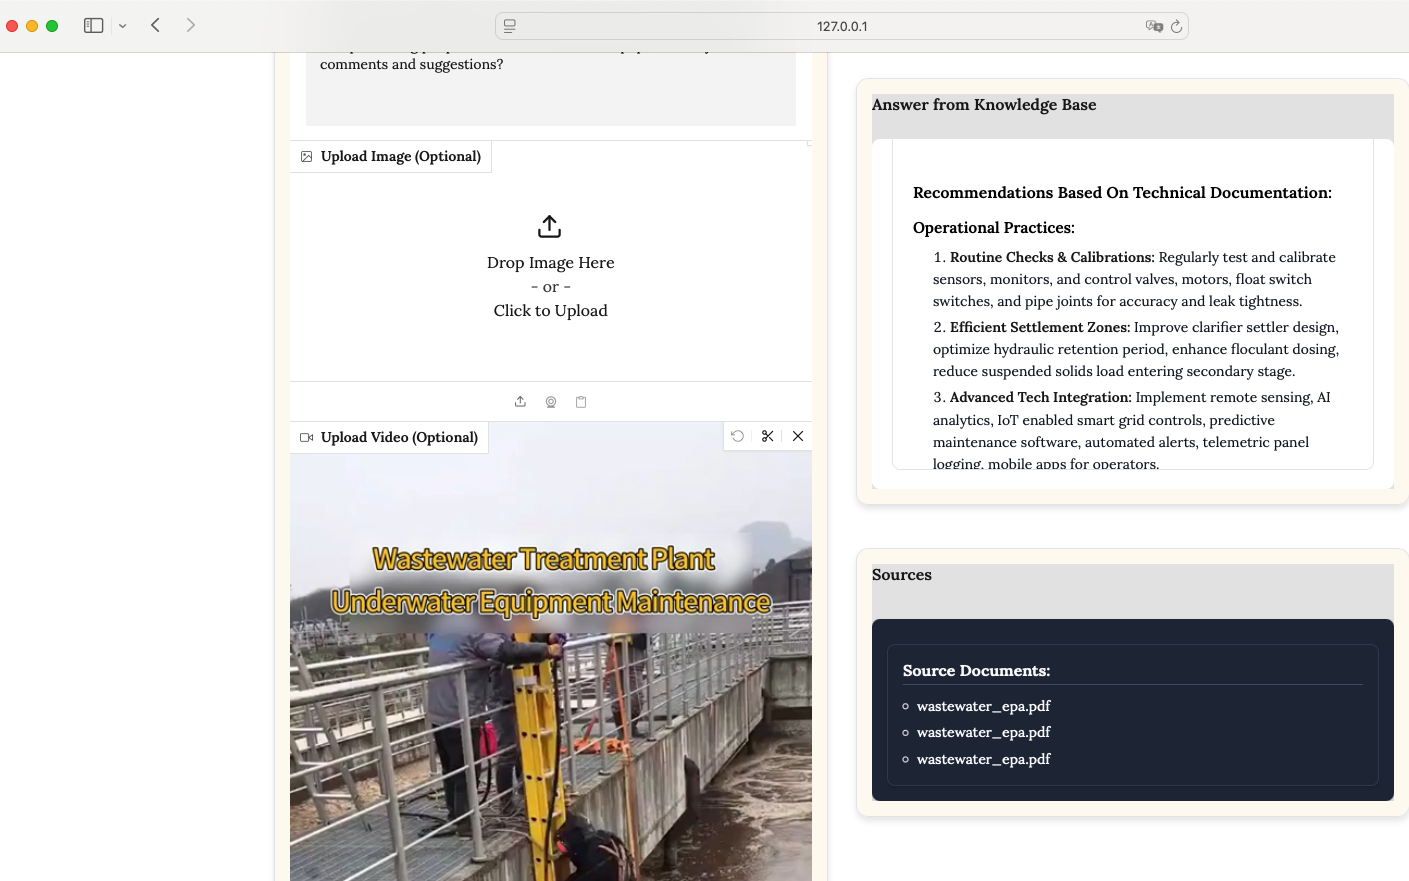 127.0.0.1
comments and suggestions?
Upload Image (Optional)
Drop Image Here
- or -
Click to Upload
Upload Video (Optional)
Wastewater Treatment Plant
Underwater Equipment Maintenance
Answer from Knowledge Base
Recommendations Based On Technical Documentation:
Operational Practices:
1. Routine Checks & Calibrations: Regularly test and calibrate
sensors, monitors, and control valves, motors, float switch
switches, and pipe joints for accuracy and leak tightness.
2. Efficient Settlement Zones: Improve clarifier settler design,
optimize hydraulic retention period, enhance floculant dosing,
reduce suspended solids load entering secondary stage.
3. Advanced Tech Integration: Implement remote sensing, AI
analytics, IoT enabled smart grid controls, predictive
maintenance software, automated alerts, telemetric panel
logging, mobile apps for operators.
Sources
Source Documents:
wastewater_epa.pdf
wastewater_epa.pdf
wastewater_epa.pdf